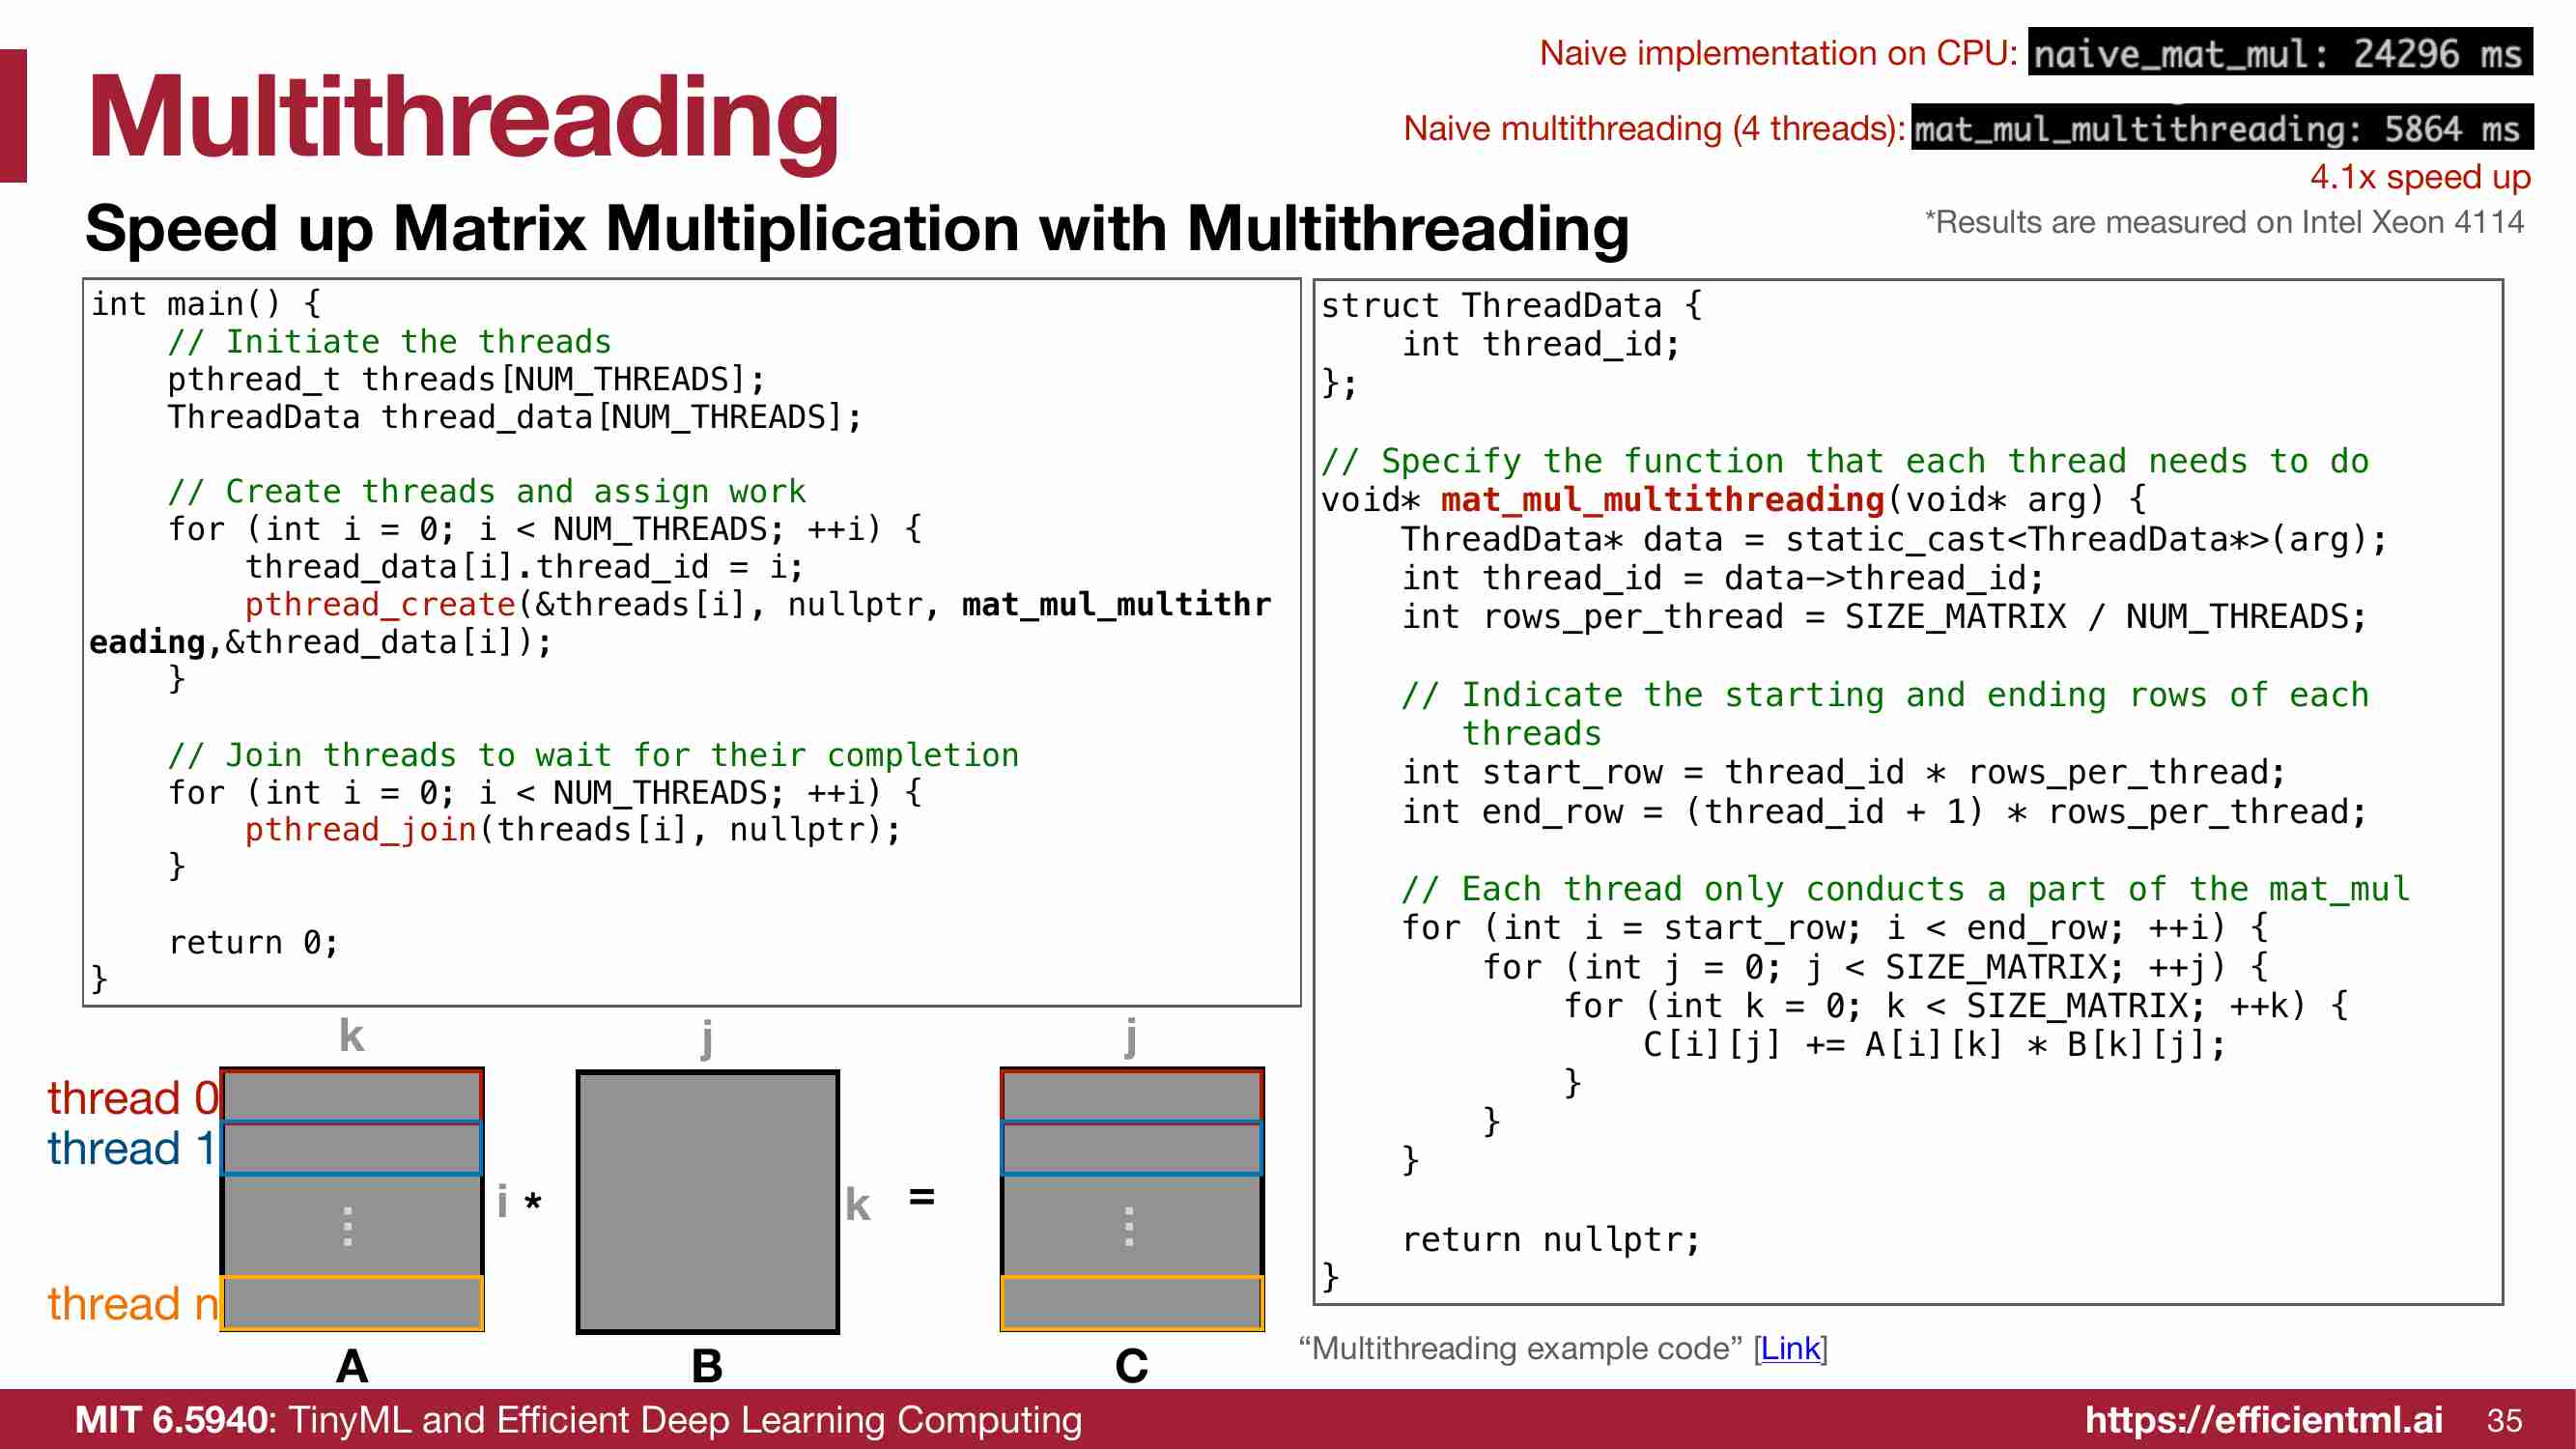 Naive implementation on CPU: naive_mat_mul: 24296 ms
Multithreading
Naive multithreading (4 threads): mat_mul_multithreading: 5864 ms
4.1x speed up
Speed up Matrix Multiplication with Multithreading
*Results are measured on Intel Xeon 4114
int main() {
    // Initiate the threads
    pthread_t threads[NUM_THREADS];
    ThreadData thread_data[NUM_THREADS];

    // Create threads and assign work
    for (int i = 0; i < NUM_THREADS; ++i) {
        thread_data[i].thread_id = i;
        pthread_create(&threads[i], nullptr, mat_mul_multithr
eading,&thread_data[i]);
    }

    // Join threads to wait for their completion
    for (int i = 0; i < NUM_THREADS; ++i) {
        pthread_join(threads[i], nullptr);
    }

    return 0;
}
struct ThreadData {
    int thread_id;
};

// Specify the function that each thread needs to do
void* mat_mul_multithreading(void* arg) {
    ThreadData* data = static_cast<ThreadData*>(arg);
    int thread_id = data->thread_id;
    int rows_per_thread = SIZE_MATRIX / NUM_THREADS;

    // Indicate the starting and ending rows of each
       threads
    int start_row = thread_id * rows_per_thread;
    int end_row = (thread_id + 1) * rows_per_thread;

    // Each thread only conducts a part of the mat_mul
    for (int i = start_row; i < end_row; ++i) {
        for (int j = 0; j < SIZE_MATRIX; ++j) {
            for (int k = 0; k < SIZE_MATRIX; ++k) {
                C[i][j] += A[i][k] * B[k][j];
            }
        }
    }

    return nullptr;
}
k
j
j
thread 0
thread 1
i * k =
⋮
⋮
thread n
A
B
C
“Multithreading example code” [Link]
MIT 6.5940: TinyML and Efficient Deep Learning Computing
https://efficientml.ai
35